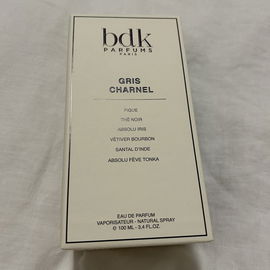 bdk
PARFUMS
PARIS
GRIS
CHARNEL
FIGUE
THÉ NOIR
ABSOLU IRIS
VÉTIVER BOURBON
SANTAL D'INDE
ABSOLU FÈVE TONKA
EAU DE PARFUM
VAPORISATEUR - NATURAL SPRAY
℮ 100 ML - 3.4 FL.OZ.